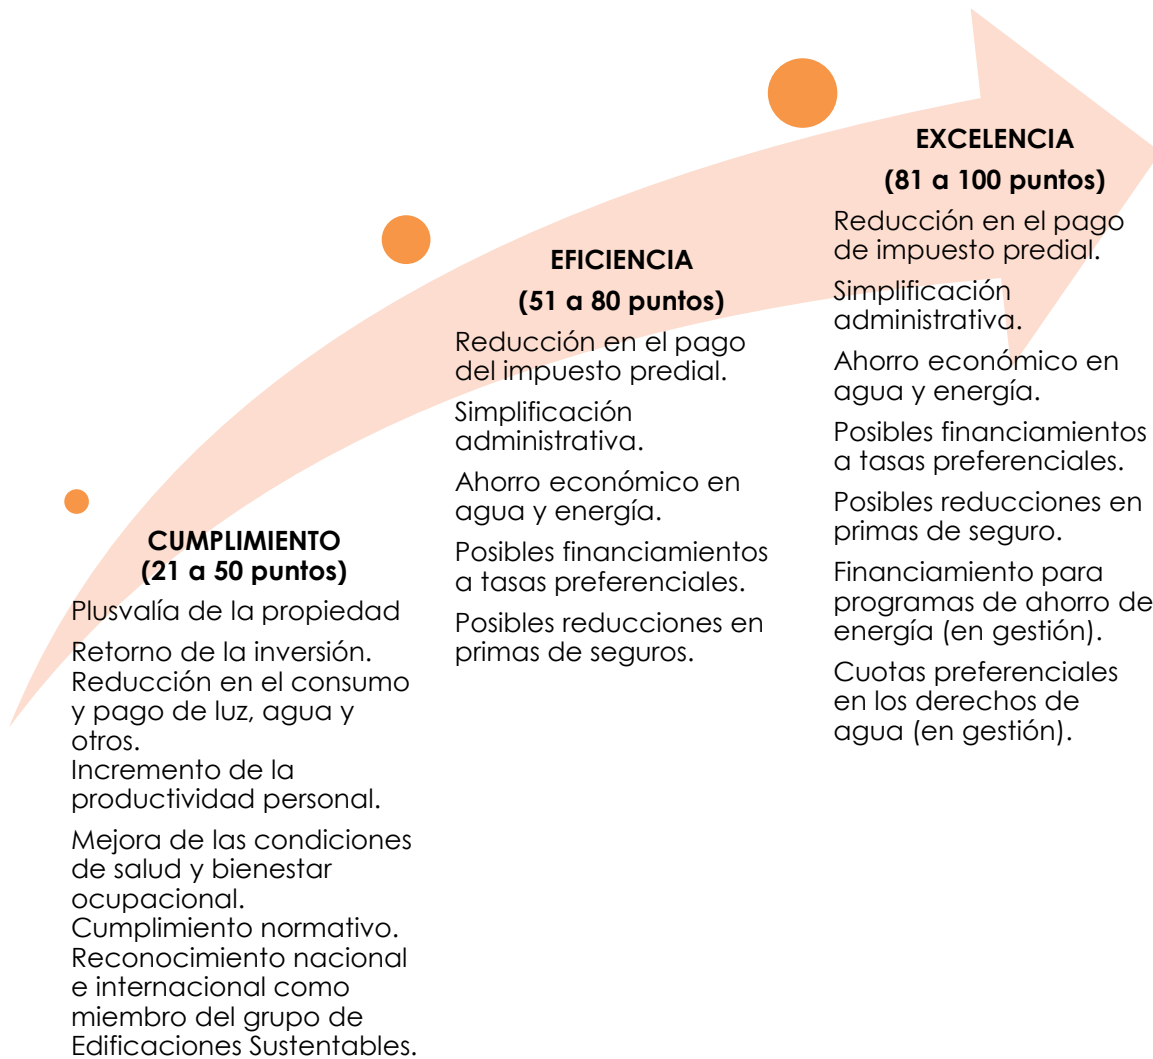 CUMPLIMIENTO
(21 a 50 puntos)
Plusvalía de la propiedad
Retorno de la inversión.
Reducción en el consumo
y pago de luz, agua y
otros.
Incremento de la
productividad personal.
Mejora de las condiciones
de salud y bienestar
ocupacional.
Cumplimiento normativo.
Reconocimiento nacional
e internacional como
miembro del grupo de
Edificaciones Sustentables.
EFICIENCIA
(51 a 80 puntos)
Reducción en el pago
del impuesto predial.
Simplificación
administrativa.
Ahorro económico en
agua y energía.
Posibles financiamientos
a tasas preferenciales.
Posibles reducciones en
primas de seguros.
EXCELENCIA
(81 a 100 puntos)
Reducción en el pago
de impuesto predial.
Simplificación
administrativa.
Ahorro económico en
agua y energía.
Posibles financiamientos
a tasas preferenciales.
Posibles reducciones en
primas de seguro.
Financiamiento para
programas de ahorro de
energía (en gestión).
Cuotas preferenciales
en los derechos de
agua (en gestión).